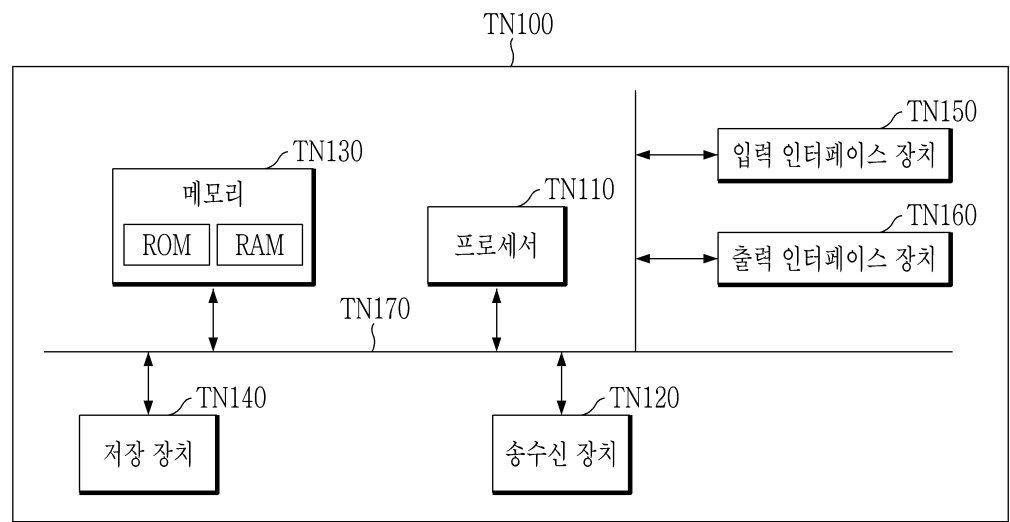 TN100
TN150
입력 인터페이스 장치
TN130
메모리
ROM RAM
TN110
프로세서
TN160
출력 인터페이스 장치
TN170
TN140
저장 장치
TN120
송수신 장치